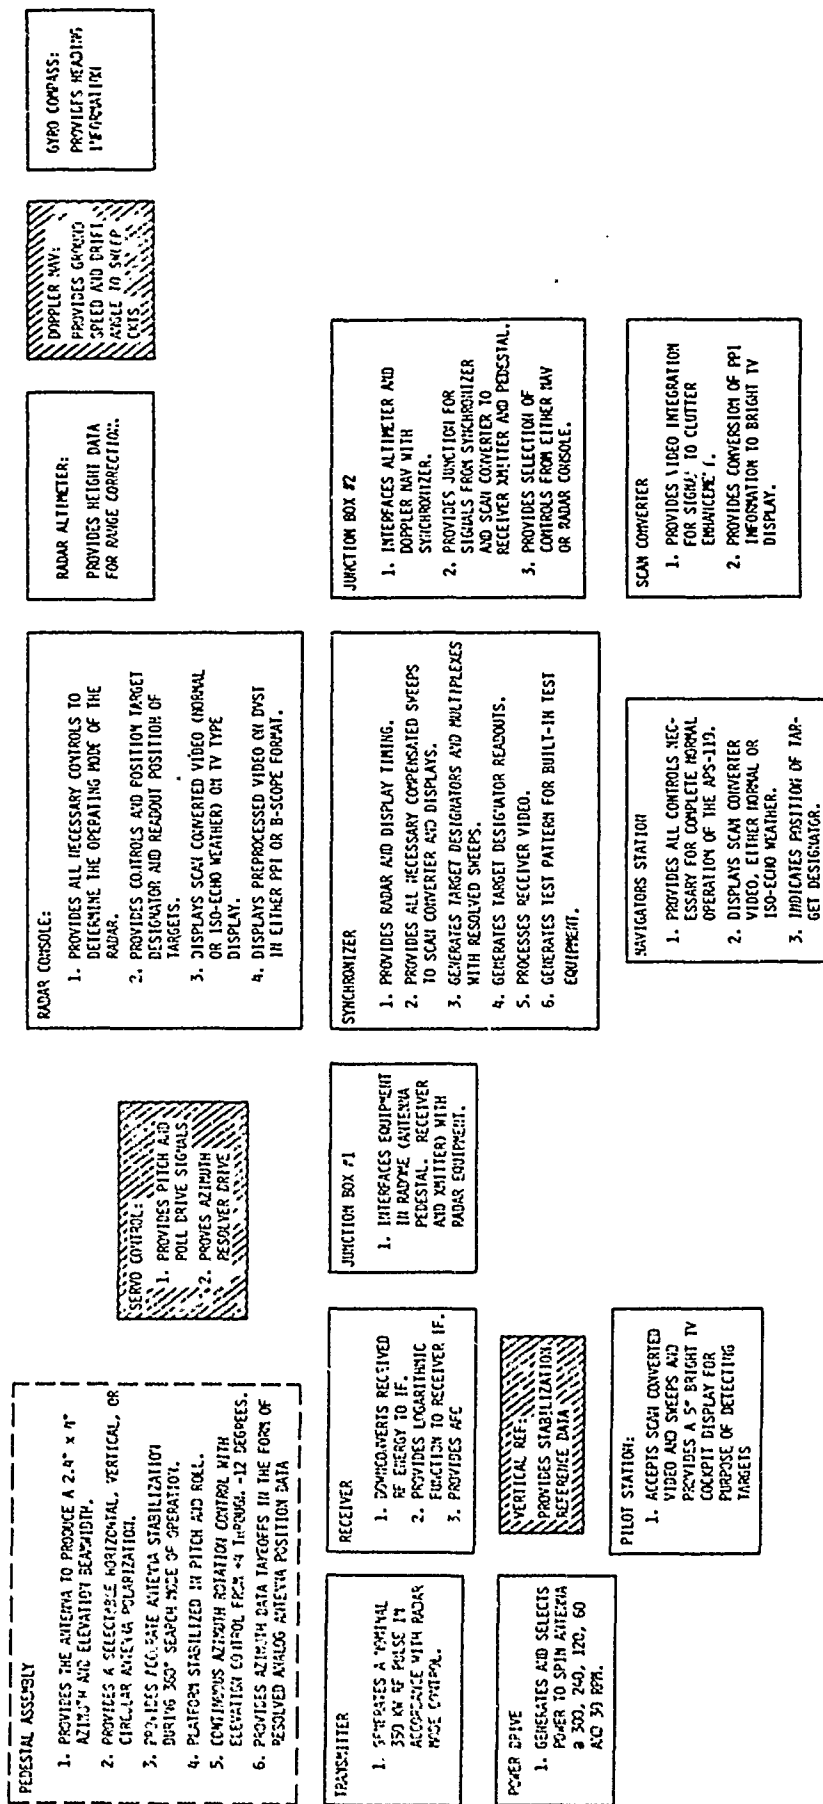 PEDESTAL ASSEMBLY
1. PROVIDES THE ANTENNA TO PRODUCE A 2.4° x 4°
AZIMUTH AND ELEVATION BEAMWIDTH.
2. PROVIDES A SELECTABLE HORIZONTAL, VERTICAL, OR
CIRCULAR ANTENNA POLARIZATION.
3. PROVIDES ACCURATE ANTENNA STABILIZATION
DURING 360° SEARCH MODE OF OPERATION.
4. PLATFORM STABILIZED IN PITCH AND ROLL.
5. CONTINUOUS AZIMUTH ROTATION CONTROL WITH
ELEVATION CONTROL FROM +4 THROUGH -12 DEGREES.
6. PROVIDES AZIMUTH DATA TAKEOFFS IN THE FORM OF
RESOLVED ANALOG ANTENNA POSITION DATA
SERVO CONTROL:
1. PROVIDES PITCH AND
ROLL DRIVE SIGNALS
2. PROVES AZIMUTH
RESOLVER DRIVE
RADAR CONSOLE:
1. PROVIDES ALL NECESSARY CONTROLS TO
DETERMINE THE OPERATING MODE OF THE
RADAR.
2. PROVIDES CONTROLS AND POSITION TARGET
DESIGNATOR AND READOUT POSITION OF
TARGETS.
3. DISPLAYS SCAN CONVERTED VIDEO (NORMAL
OR ISO-ECHO WEATHER) ON TV TYPE
DISPLAY.
4. DISPLAYS PREPROCESSED VIDEO ON DVST
IN EITHER PPI OR B-SCOPE FORMAT.
RADAR ALTIMETER:
PROVIDES HEIGHT DATA
FOR RANGE CORRECTION.
DOPPLER NAV:
PROVIDES GROUND
SPEED AND DRIFT
ANGLE TO SWEEP
CKTS
GYRO COMPASS:
PROVIDES HEADING
INFORMATION
TRANSMITTER
1. GENERATES A NOMINAL
350 KW RF PULSE IN
ACCORDANCE WITH RADAR
MODE CONTROL.
RECEIVER
1. DOWNCONVERTS RECEIVED
RF ENERGY TO IF.
2. PROVIDES LOGARITHMIC
FUNCTION TO RECEIVER IF.
3. PROVIDES AFC
JUNCTION BOX #1
1. INTERFACES EQUIPMENT
IN RADOME (ANTENNA
PEDESTAL, RECEIVER
AND XMITTER) WITH
RADAR EQUIPMENT.
SYNCHRONIZER
1. PROVIDES RADAR AND DISPLAY TIMING.
2. PROVIDES ALL NECESSARY COMPENSATED SWEEPS
TO SCAN CONVERTER AND DISPLAYS.
3. GENERATES TARGET DESIGNATORS AND MULTIPLEXES
WITH RESOLVED SWEEPS.
4. GENERATES TARGET DESIGNATOR READOUTS.
5. PROCESSES RECEIVER VIDEO.
6. GENERATES TEST PATTERN FOR BUILT-IN TEST
EQUIPMENT.
JUNCTION BOX #2
1. INTERFACES ALTIMETER AND
DOPPLER NAV WITH
SYNCHRONIZER.
2. PROVIDES JUNCTION FOR
SIGNALS FROM SYNCHRONIZER
AND SCAN CONVERTER TO
RECEIVER XMITTER AND PEDESTAL.
3. PROVIDES SELECTION OF
CONTROLS FROM EITHER NAV
OR RADAR CONSOLE.
POWER DRIVE
1. GENERATES AND SELECTS
POWER TO SPIN ANTENNA
@ 300, 240, 120, 60
AND 30 RPM.
VERTICAL REF:
PROVIDES STABILIZATION
REFERENCE DATA
PILOT STATION:
1. ACCEPTS SCAN CONVERTED
VIDEO AND SWEEPS AND
PROVIDES A 5" BRIGHT TV
COCKPIT DISPLAY FOR
PURPOSE OF DETECTING
TARGETS
NAVIGATORS STATION
1. PROVIDES ALL CONTROLS NEC-
ESSARY FOR COMPLETE NORMAL
OPERATION OF THE APS-119.
2. DISPLAYS SCAN CONVERTER
VIDEO, EITHER NORMAL OR
ISO-ECHO WEATHER.
3. INDICATES POSITION OF TAR-
GET DESIGNATOR.
SCAN CONVERTER
1. PROVIDES VIDEO INTEGRATION
FOR SIGNAL TO CLUTTER
ENHANCEMENT.
2. PROVIDES CONVERSION OF PPI
INFORMATION TO BRIGHT TV
DISPLAY.